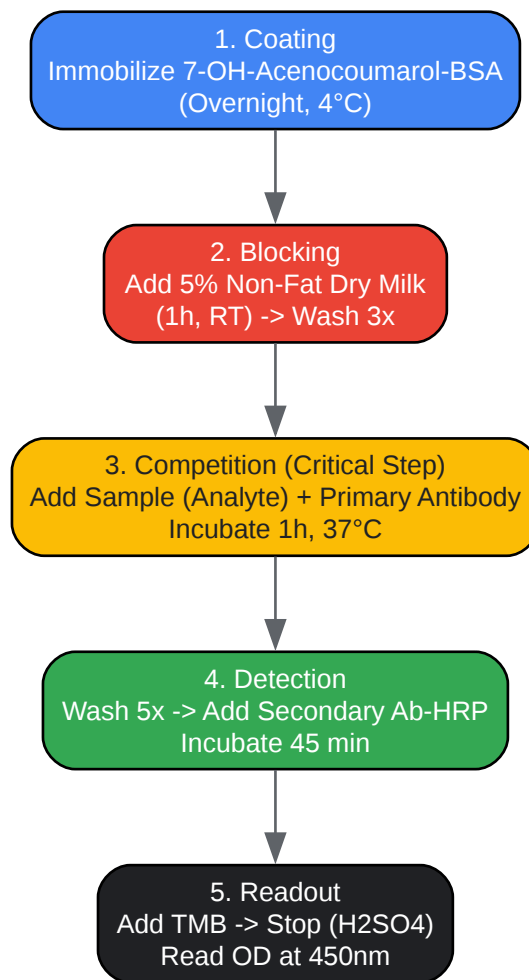 1. Coating
Immobilize 7-OH-Acenocoumarol-BSA
(Overnight, 4°C)
2. Blocking
Add 5% Non-Fat Dry Milk
(1h, RT) -> Wash 3x
3. Competition (Critical Step)
Add Sample (Analyte) + Primary Antibody
Incubate 1h, 37°C
4. Detection
Wash 5x -> Add Secondary Ab-HRP
Incubate 45 min
5. Readout
Add TMB -> Stop (H2SO4)
Read OD at 450nm